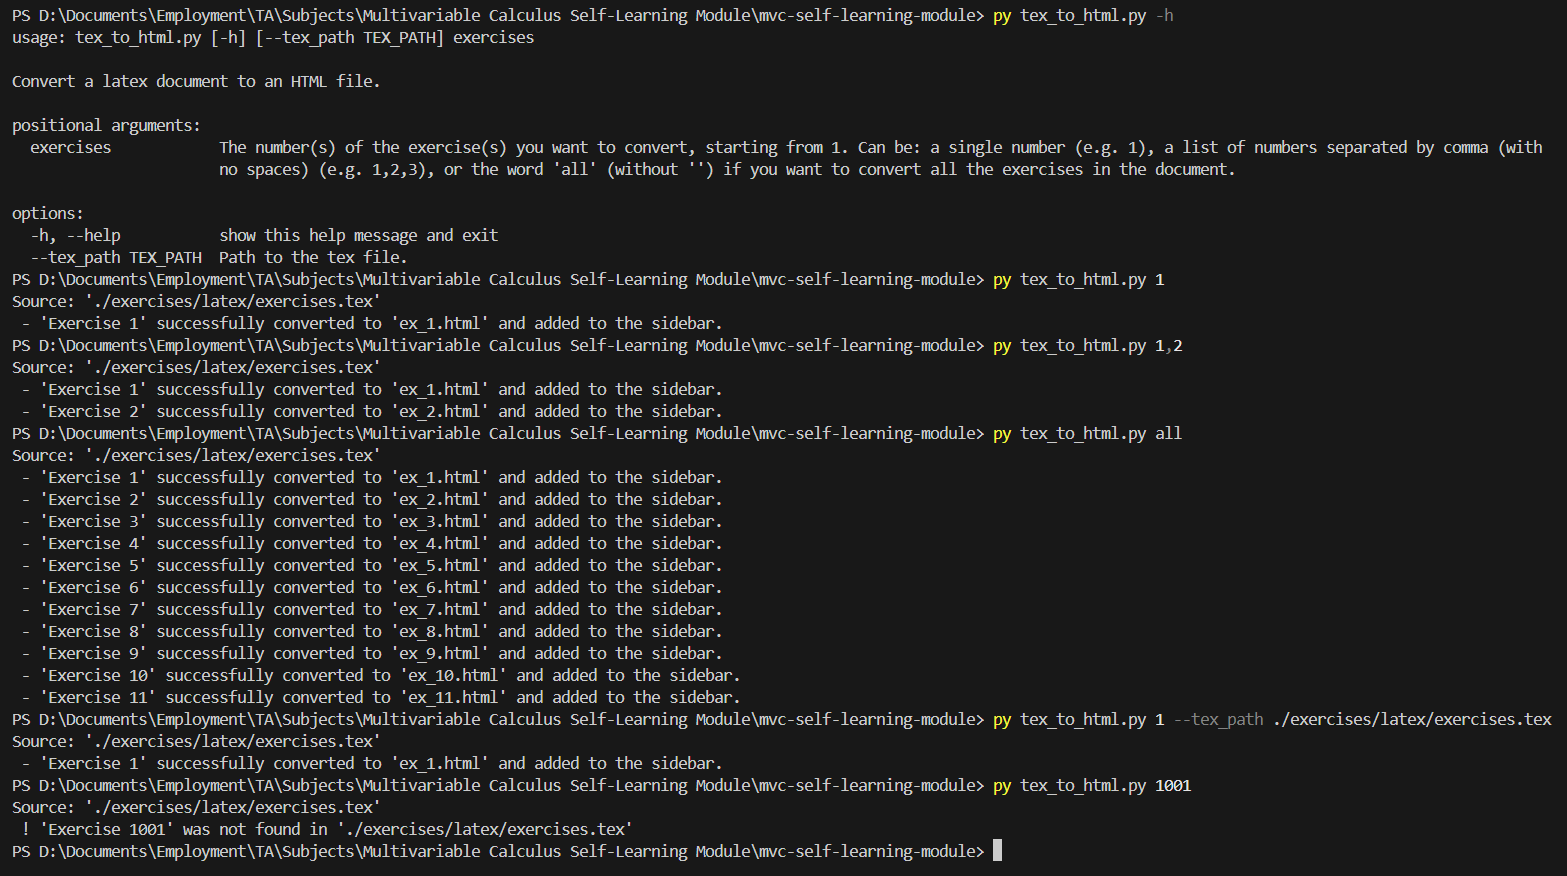 PS D:\Documents\Employment\TA\Subjects\Multivariable Calculus Self-Learning Module\mvc-self-learning-module> py tex_to_html.py -h
usage: tex_to_html.py [-h] [--tex_path TEX_PATH] exercises

Convert a latex document to an HTML file.

positional arguments:
  exercises            The number(s) of the exercise(s) you want to convert, starting from 1. Can be: a single number (e.g. 1), a list of numbers separated by comma (with
                       no spaces) (e.g. 1,2,3), or the word 'all' (without '') if you want to convert all the exercises in the document.

options:
  -h, --help           show this help message and exit
  --tex_path TEX_PATH  Path to the tex file.
PS D:\Documents\Employment\TA\Subjects\Multivariable Calculus Self-Learning Module\mvc-self-learning-module> py tex_to_html.py 1
Source: './exercises/latex/exercises.tex'
 - 'Exercise 1' successfully converted to 'ex_1.html' and added to the sidebar.
PS D:\Documents\Employment\TA\Subjects\Multivariable Calculus Self-Learning Module\mvc-self-learning-module> py tex_to_html.py 1,2
Source: './exercises/latex/exercises.tex'
 - 'Exercise 1' successfully converted to 'ex_1.html' and added to the sidebar.
 - 'Exercise 2' successfully converted to 'ex_2.html' and added to the sidebar.
PS D:\Documents\Employment\TA\Subjects\Multivariable Calculus Self-Learning Module\mvc-self-learning-module> py tex_to_html.py all
Source: './exercises/latex/exercises.tex'
 - 'Exercise 1' successfully converted to 'ex_1.html' and added to the sidebar.
 - 'Exercise 2' successfully converted to 'ex_2.html' and added to the sidebar.
 - 'Exercise 3' successfully converted to 'ex_3.html' and added to the sidebar.
 - 'Exercise 4' successfully converted to 'ex_4.html' and added to the sidebar.
 - 'Exercise 5' successfully converted to 'ex_5.html' and added to the sidebar.
 - 'Exercise 6' successfully converted to 'ex_6.html' and added to the sidebar.
 - 'Exercise 7' successfully converted to 'ex_7.html' and added to the sidebar.
 - 'Exercise 8' successfully converted to 'ex_8.html' and added to the sidebar.
 - 'Exercise 9' successfully converted to 'ex_9.html' and added to the sidebar.
 - 'Exercise 10' successfully converted to 'ex_10.html' and added to the sidebar.
 - 'Exercise 11' successfully converted to 'ex_11.html' and added to the sidebar.
PS D:\Documents\Employment\TA\Subjects\Multivariable Calculus Self-Learning Module\mvc-self-learning-module> py tex_to_html.py 1 --tex_path ./exercises/latex/exercises.tex
Source: './exercises/latex/exercises.tex'
 - 'Exercise 1' successfully converted to 'ex_1.html' and added to the sidebar.
PS D:\Documents\Employment\TA\Subjects\Multivariable Calculus Self-Learning Module\mvc-self-learning-module> py tex_to_html.py 1001
Source: './exercises/latex/exercises.tex'
 ! 'Exercise 1001' was not found in './exercises/latex/exercises.tex'
PS D:\Documents\Employment\TA\Subjects\Multivariable Calculus Self-Learning Module\mvc-self-learning-module>